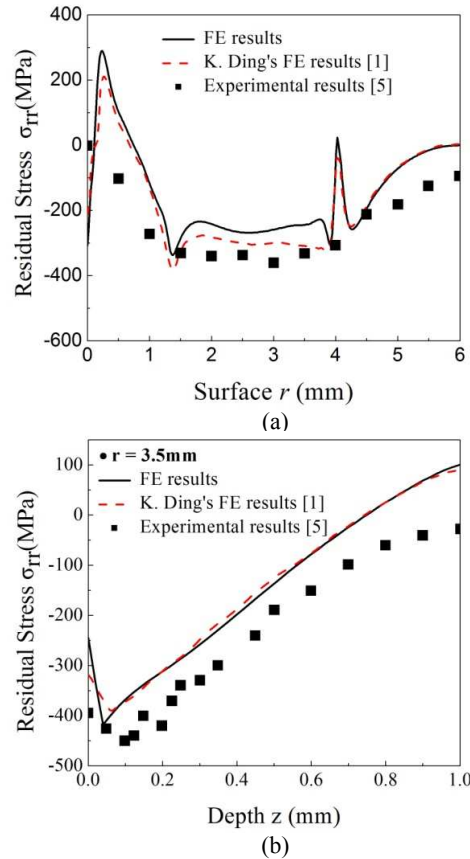 400
200
0
-200
-400
-600
Residual Stress σrr(MPa)
FE results
K. Ding's FE results [1]
Experimental results [5]
0 1 2 3 4 5 6
Surface r (mm)
(a)
100
0
-100
-200
-300
-400
-500
Residual Stress σrr(MPa)
• r = 3.5mm
FE results
K. Ding's FE results [1]
Experimental results [5]
0.0 0.2 0.4 0.6 0.8 1.0
Depth z (mm)
(b)